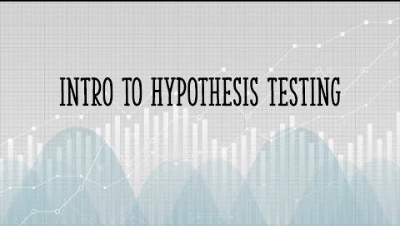 INTRO TO HYPOTHESIS TESTING